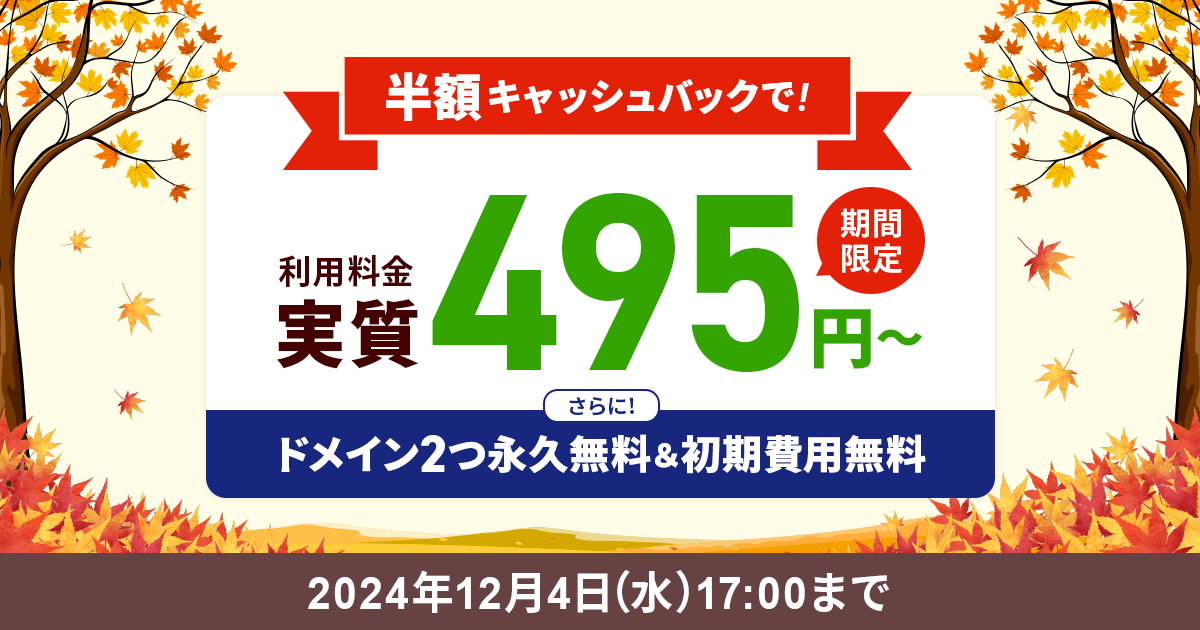 半額キャッシュバックで!
期間
限定
利用料金
実質495円～
さらに!
ドメイン2つ永久無料&初期費用無料
2024年12月4日(水)17:00まで